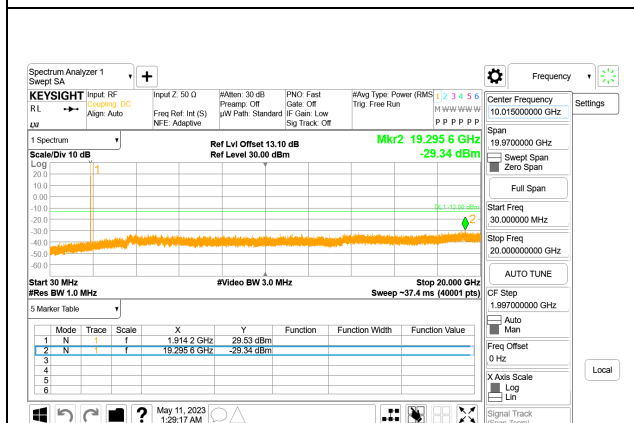 Spectrum Analyzer 1
Swept SA
+
Frequency
KEYSIGHT
RL
LXI
Input: RF
Coupling: DC
Align: Auto
Input Z: 50 Ω
Freq Ref: Int (S)
NFE: Adaptive
#Atten: 30 dB
Preamp: Off
µW Path: Standard
PNO: Fast
Gate: Off
IF Gain: Low
Sig Track: Off
#Avg Type: Power (RMS
Trig: Free Run
1 2 3 4 5 6
M W W W W W
P P P P P P
Center Frequency
10.015000000 GHz
Settings
Span
19.9700000 GHz
Swept Span
Zero Span
Full Span
Start Freq
30.000000 MHz
Stop Freq
20.000000000 GHz
AUTO TUNE
CF Step
1.997000000 GHz
Auto
Man
Freq Offset
0 Hz
X Axis Scale
Log
Lin
Signal Track
(Span Zoom)
Local
1 Spectrum
Scale/Div 10 dB
Log
Ref Lvl Offset 13.10 dB
Ref Level 30.00 dBm
Mkr2 19.295 6 GHz
-29.34 dBm
20.0
10.0
0.00
-10.0
-20.0
-30.0
-40.0
-50.0
-60.0
1
DL1 -13.00 dBm
2
Start 30 MHz
#Res BW 1.0 MHz
#Video BW 3.0 MHz
Stop 20.000 GHz
Sweep ~37.4 ms (40001 pts)
5 Marker Table
Mode Trace Scale X Y Function Function Width Function Value
1 N 1 f 1.914 2 GHz 29.53 dBm
2 N 1 f 19.295 6 GHz -29.34 dBm
3
4
5
6
?
May 11, 2023
1:29:17 AM